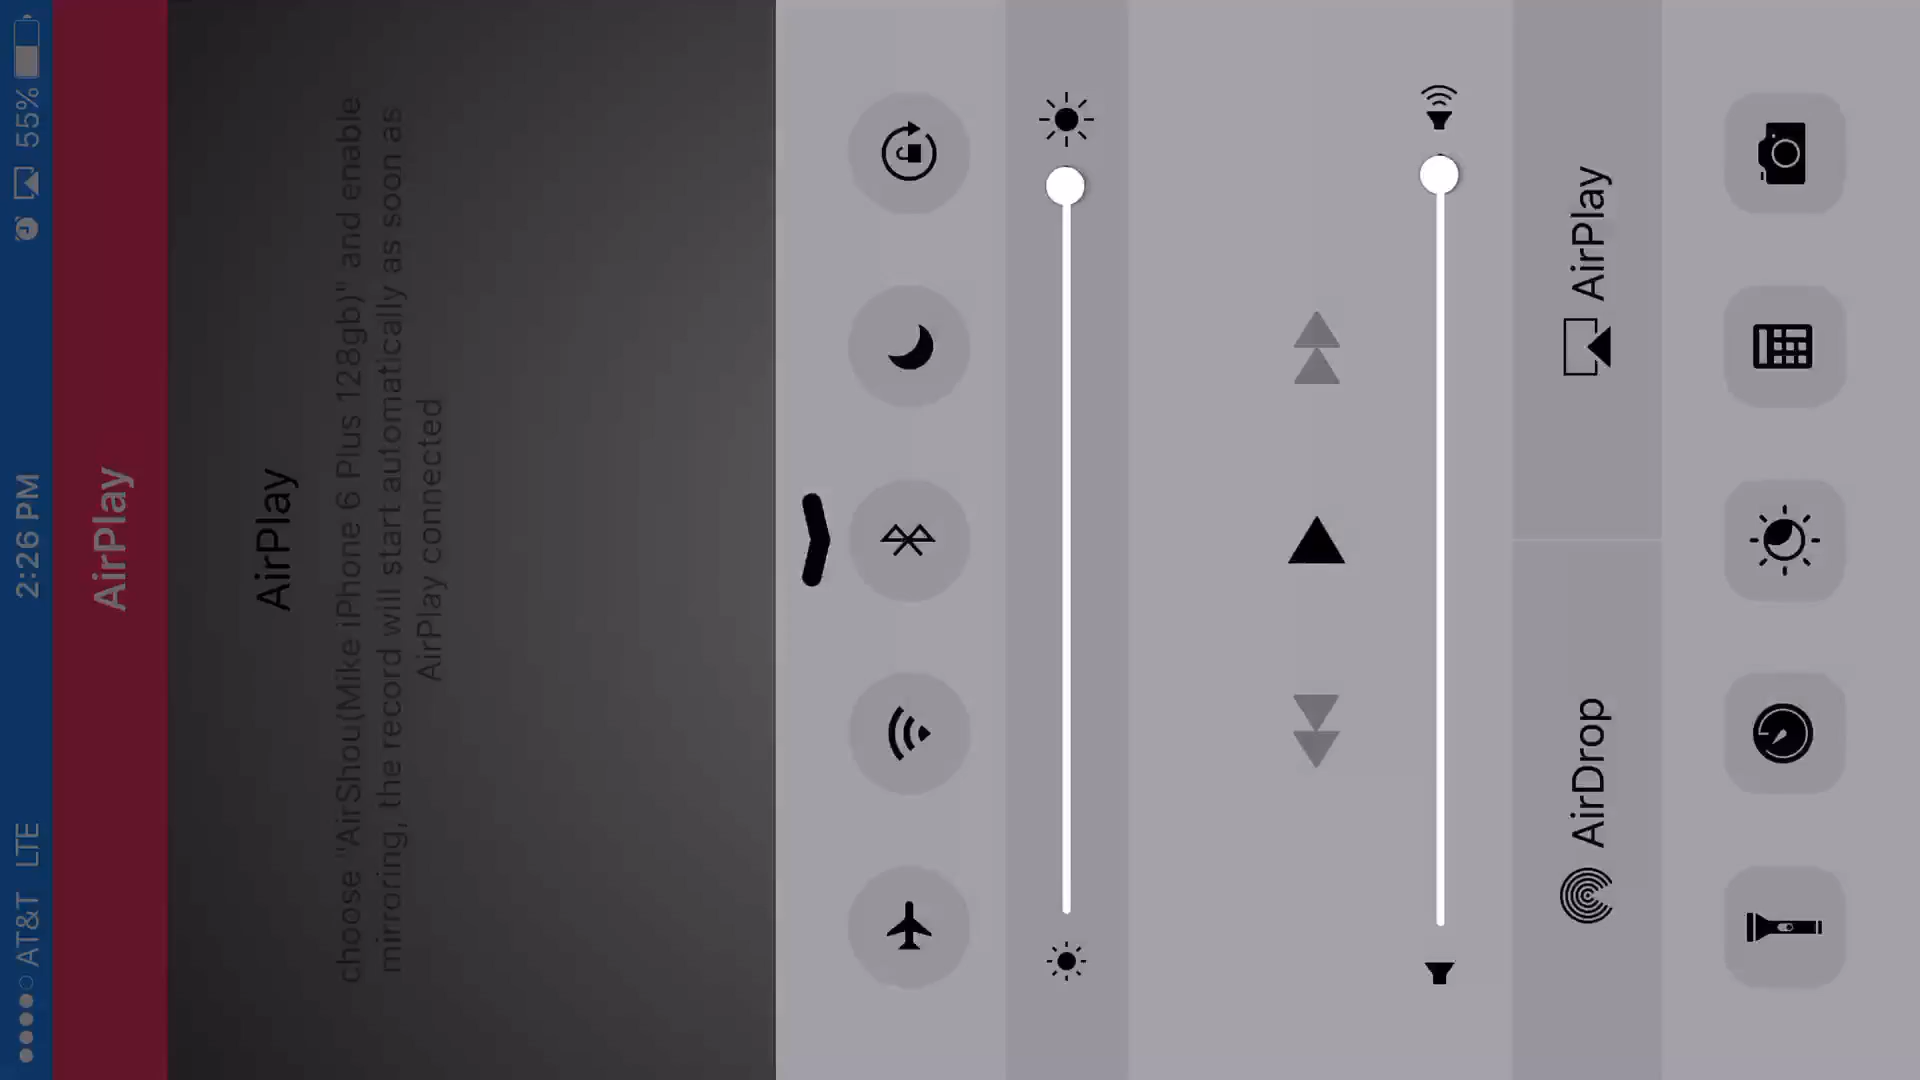 AT&T LTE 2:26 PM 55%
AirPlay
AirPlay
choose "AirShou(Mike iPhone 6 Plus 128gb)" and enable
mirroring, the record will start automatically as soon as
AirPlay connected
AirDrop AirPlay